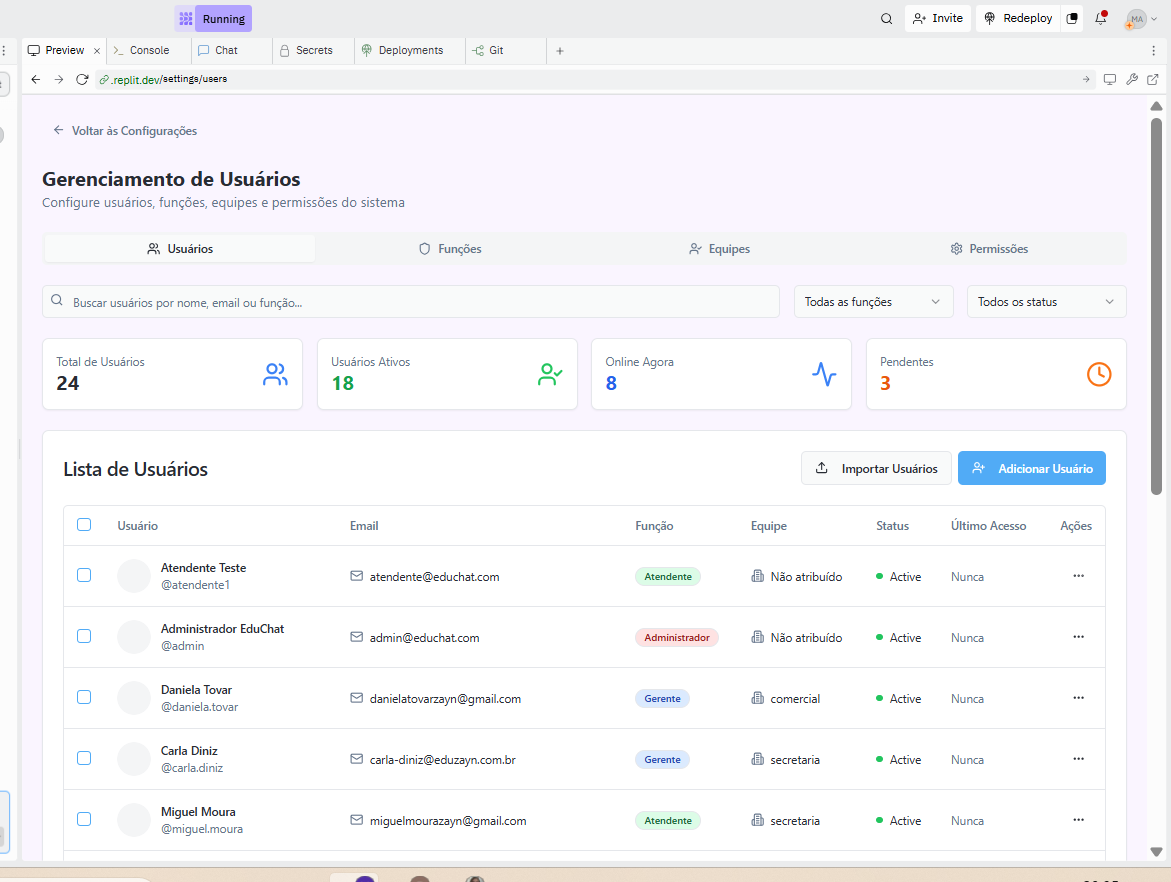 Running
Invite
Redeploy
MA
Preview
Console
Chat
Secrets
Deployments
Git
.replit.dev/settings/users
Voltar às Configurações
Gerenciamento de Usuários
Configure usuários, funções, equipes e permissões do sistema
Usuários
Funções
Equipes
Permissões
Buscar usuários por nome, email ou função...
Todas as funções
Todos os status
Total de Usuários
24
Usuários Ativos
18
Online Agora
8
Pendentes
3
Lista de Usuários
Importar Usuários
Adicionar Usuário
Usuário Email Função Equipe Status Último Acesso Ações
Atendente Teste
@atendente1
atendente@educhat.com
Atendente
Não atribuído
Active
Nunca
Administrador EduChat
@admin
admin@educhat.com
Administrador
Não atribuído
Active
Nunca
Daniela Tovar
@daniela.tovar
danielatovarzayn@gmail.com
Gerente
comercial
Active
Nunca
Carla Diniz
@carla.diniz
carla-diniz@eduzayn.com.br
Gerente
secretaria
Active
Nunca
Miguel Moura
@miguel.moura
miguelmourazayn@gmail.com
Atendente
secretaria
Active
Nunca